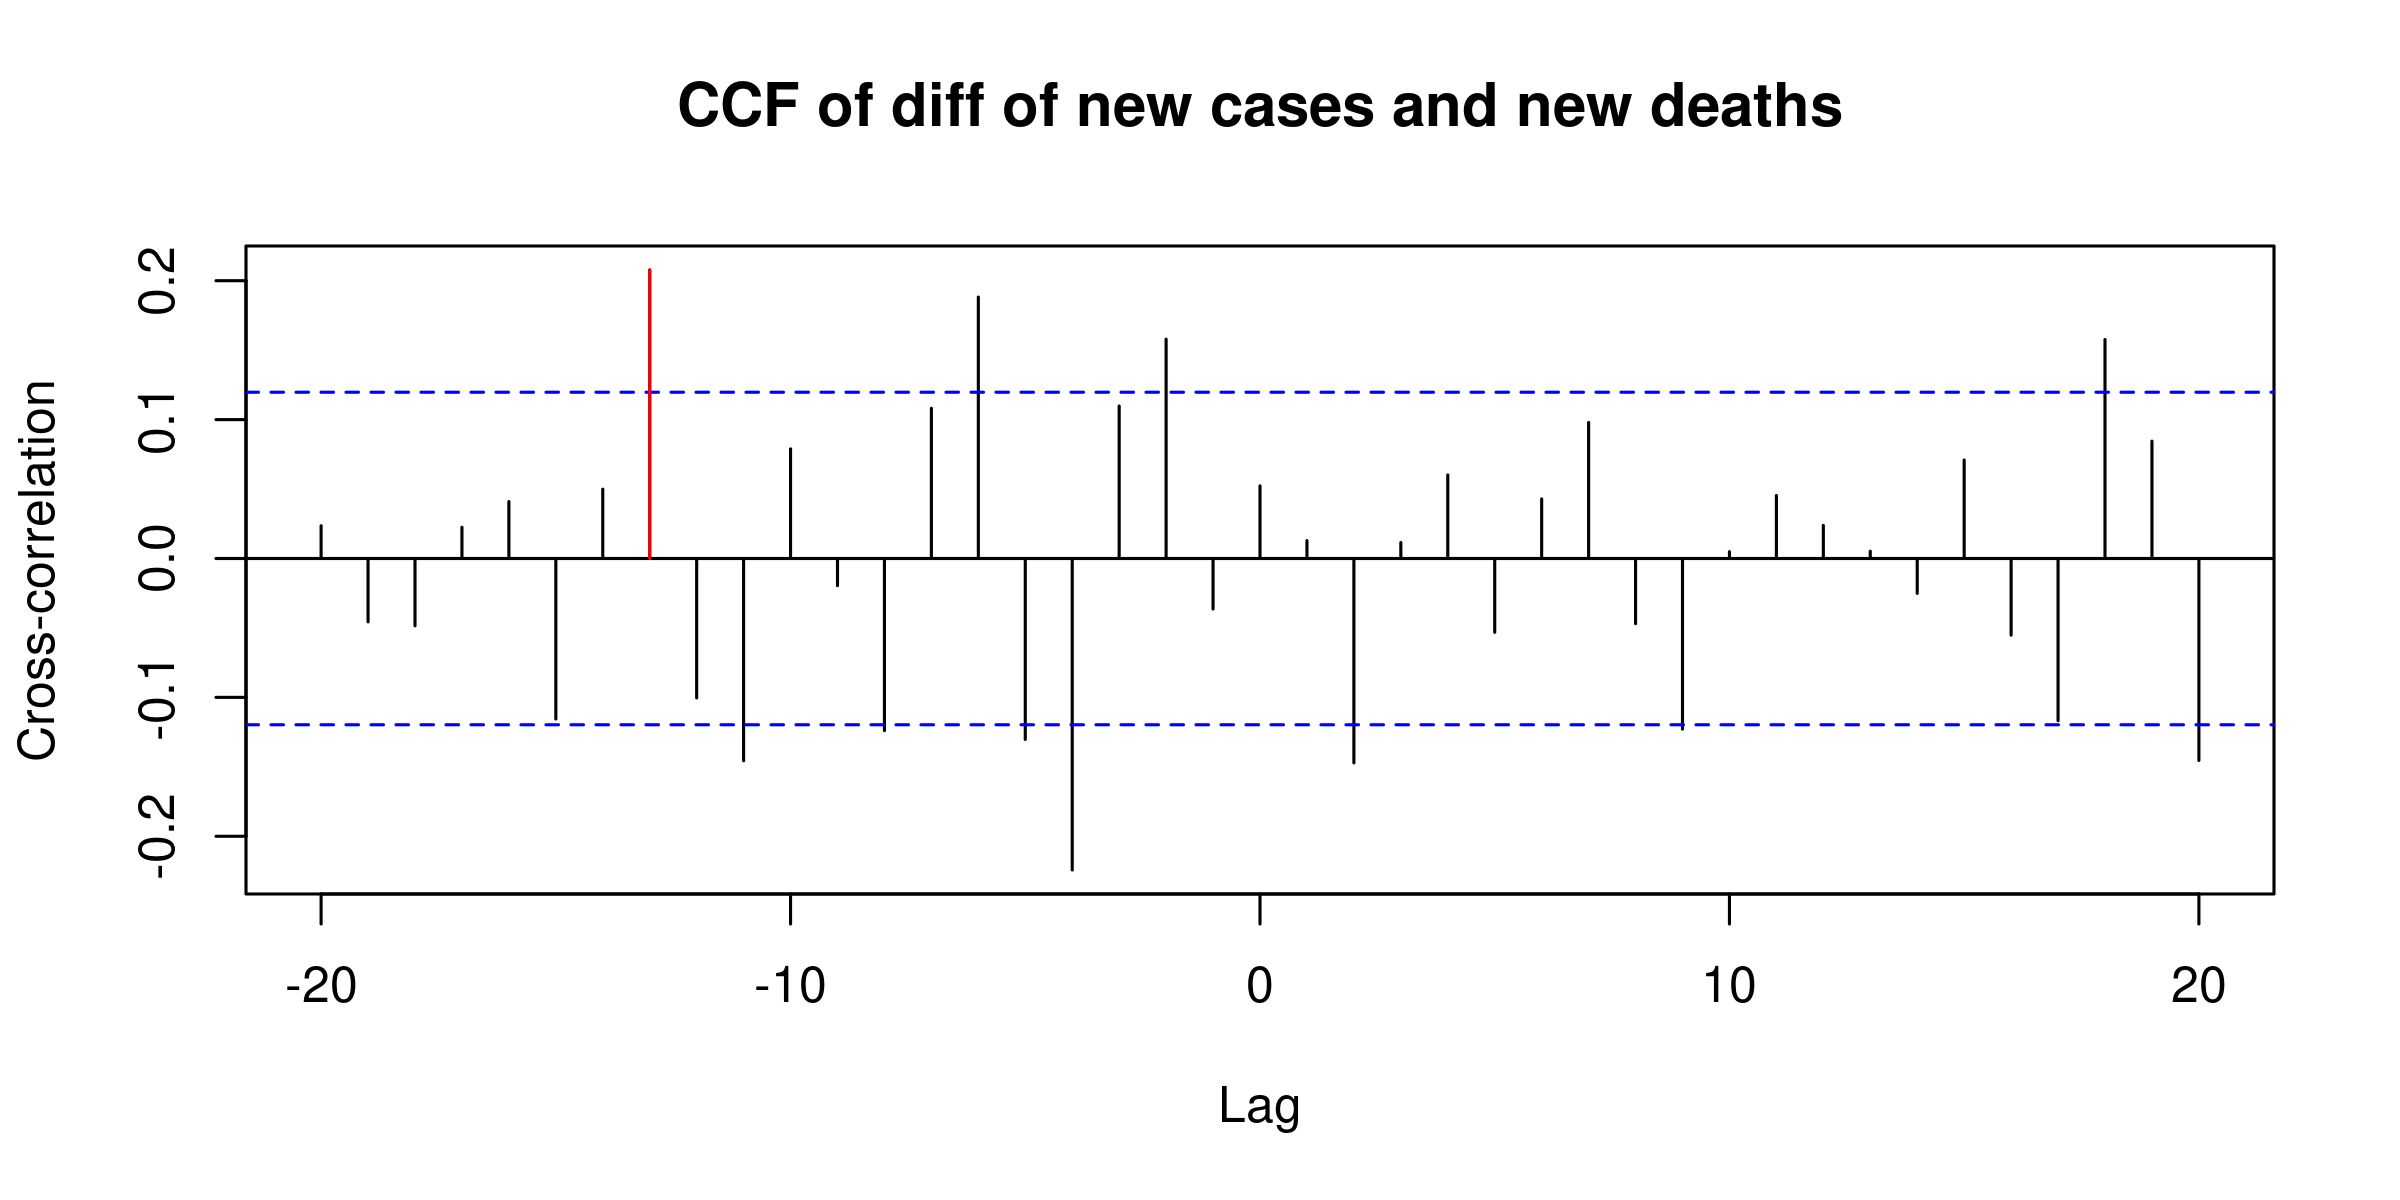 CCF of diff of new cases and new deaths
Cross-correlation
0.2
0.1
0.0
-0.1
-0.2
-20 -10 0 10 20
Lag